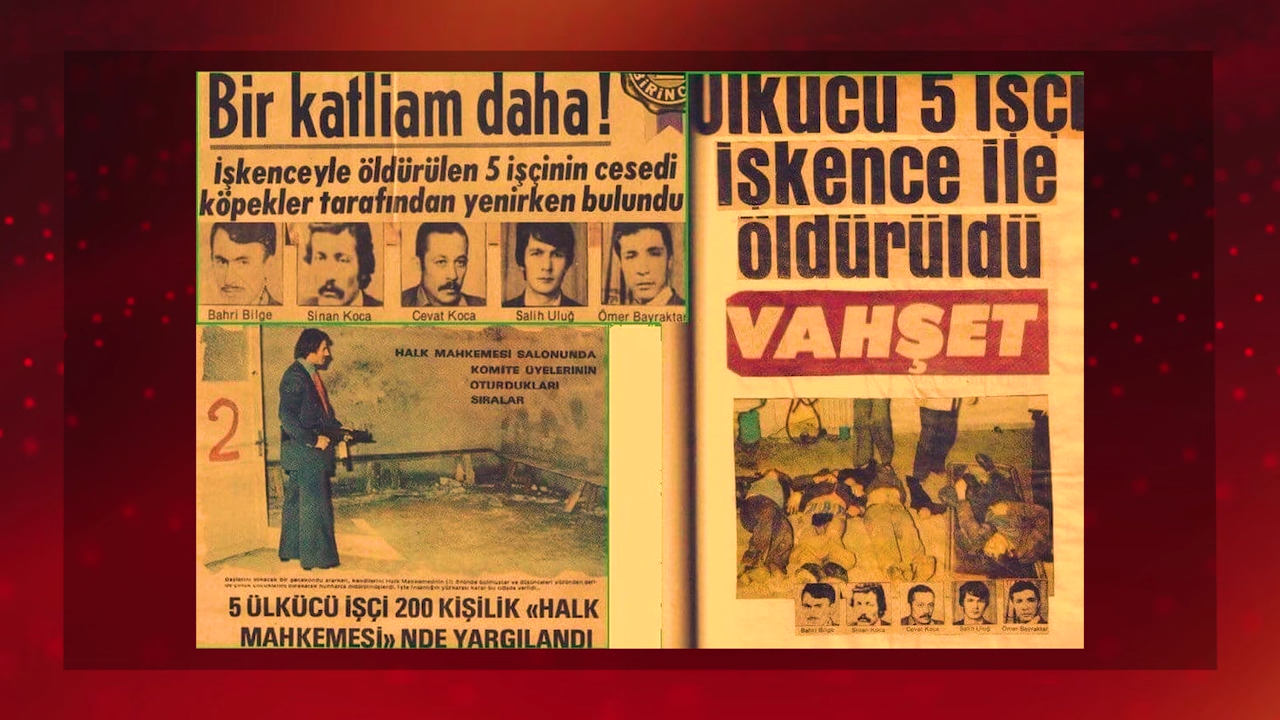 Bir katliam daha!
BİRİNC
İşkenceyle öldürülen 5 işçinin cesedi
köpekler tarafından yenirken bulundu
Bahri Bilge
Sinan Koca
Cevat Koca
Salih Uluğ
Ömer Bayraktar
HALK MAHKEMESİ SALONUNDA
KOMİTE ÜYELERİNİN
OTURDUKLARI
SIRALAR
2
5 ÜLKÜCÜ İŞÇİ 200 KİŞİLİK «HALK
MAHKEMESİ» NDE YARGILANDI
Ülkücü 5 işçi
işkence ile
öldürüldü
VAHŞET
Bahri Bilge
Sinan Koca
Cevat Koca
Salih Uluğ
Ömer Bayraktar